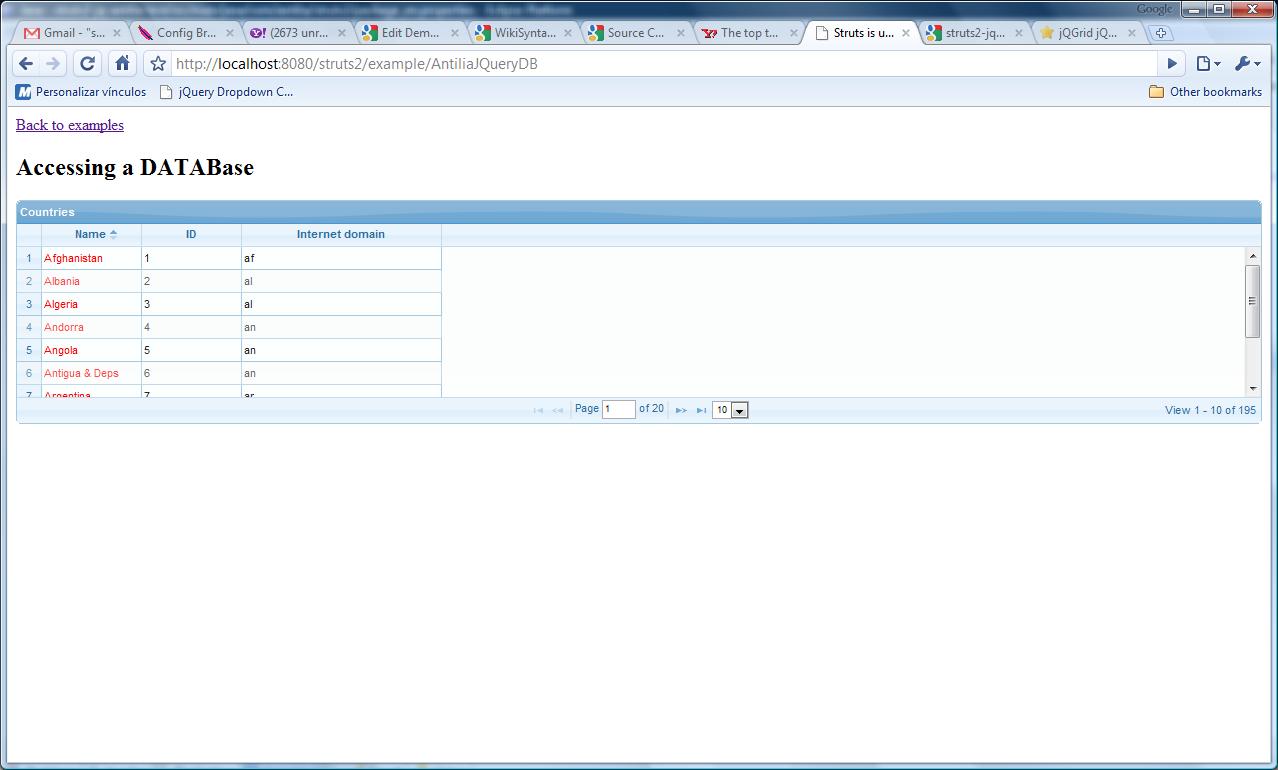 Google
Gmail - "s... Config Br... (2673 unr... Edit Dem... WikiSynta... Source C... The top t... Struts is u... struts2-jq... jQGrid jQ...
http://localhost:8080/struts2/example/AntiliaJQueryDB
Personalizar vínculos jQuery Dropdown C... Other bookmarks
Back to examples
Accessing a DATABase
Countries
Name ID Internet domain
1 Afghanistan 1 af
2 Albania 2 al
3 Algeria 3 al
4 Andorra 4 an
5 Angola 5 an
6 Antigua & Deps 6 an
7 Argentina 7 ar
Page 1 of 20 10 View 1 - 10 of 195